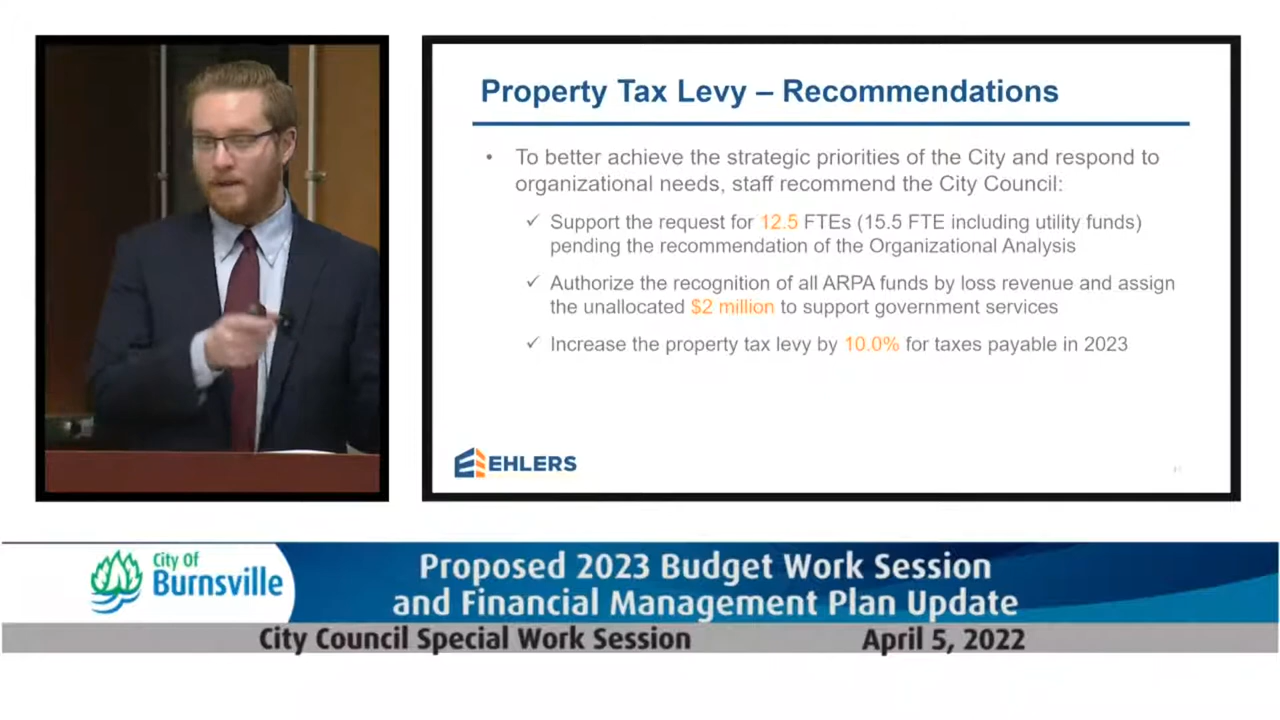 Property Tax Levy – Recommendations
• To better achieve the strategic priorities of the City and respond to
organizational needs, staff recommend the City Council:
✓ Support the request for 12.5 FTEs (15.5 FTE including utility funds)
pending the recommendation of the Organizational Analysis
✓ Authorize the recognition of all ARPA funds by loss revenue and assign
the unallocated $2 million to support government services
✓ Increase the property tax levy by 10.0% for taxes payable in 2023
EHLERS
City Of
Burnsville
Proposed 2023 Budget Work Session
and Financial Management Plan Update
City Council Special Work Session April 5, 2022